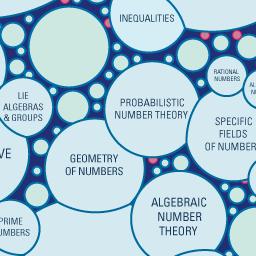 INEQUALITIES
RATIONAL
NUMBERS
LIE
ALGEBRAS
& GROUPS
PROBABILISTIC
NUMBER THEORY
SPECIFIC
FIELDS
OF NUMBER
VE
GEOMETRY
OF NUMBERS
ALGEBRAIC
NUMBER
THEORY
PRIME
UMBERS